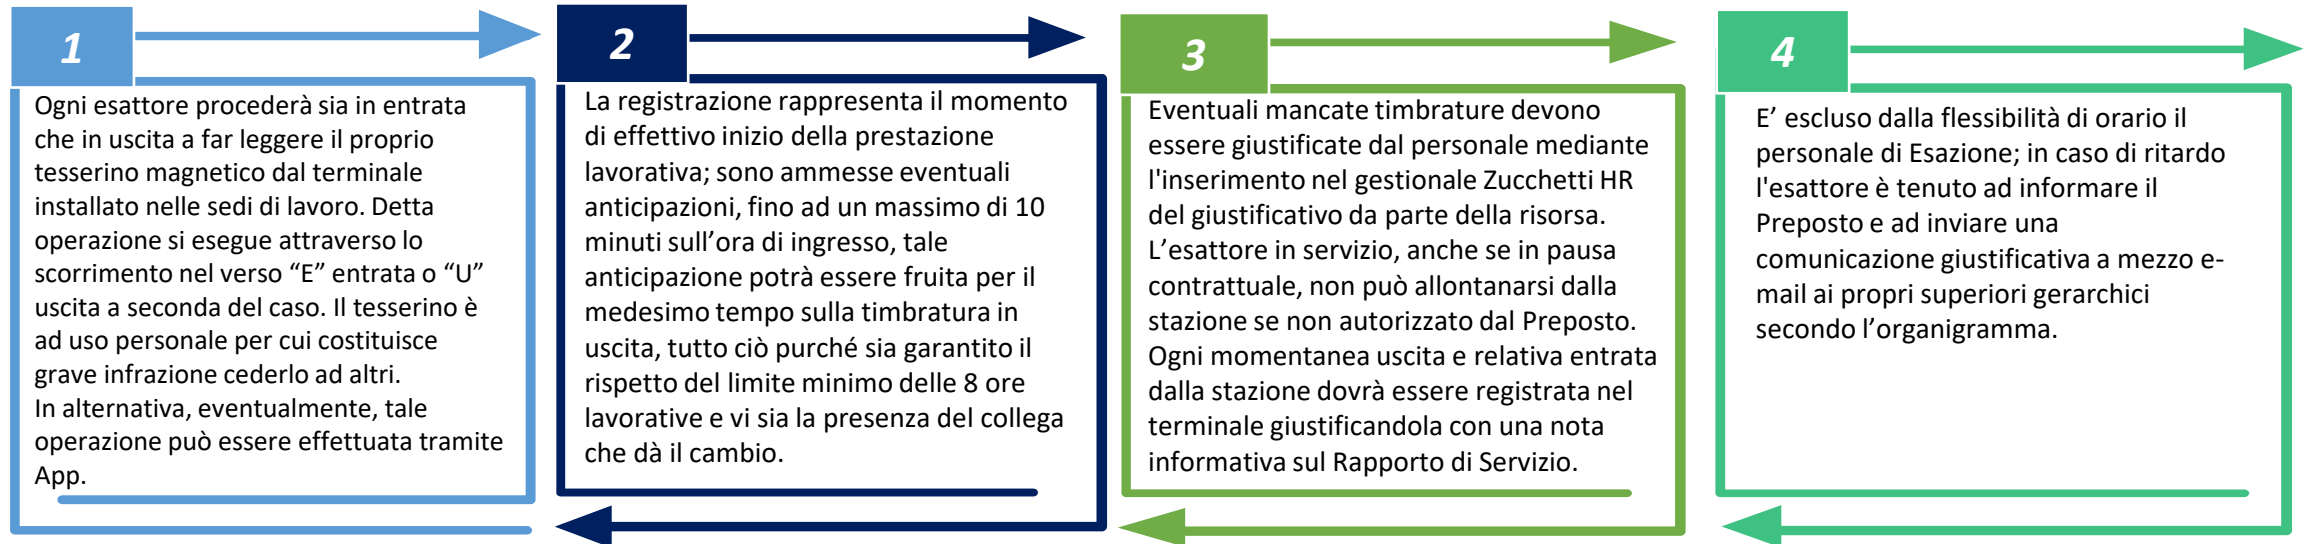 1
Ogni esattore procederà sia in entrata
che in uscita a far leggere il proprio
tesserino magnetico dal terminale
installato nelle sedi di lavoro. Detta
operazione si esegue attraverso lo
scorrimento nel verso “E” entrata o “U”
uscita a seconda del caso. Il tesserino è
ad uso personale per cui costituisce
grave infrazione cederlo ad altri.
In alternativa, eventualmente, tale
operazione può essere effettuata tramite
App.
2
La registrazione rappresenta il momento
di effettivo inizio della prestazione
lavorativa; sono ammesse eventuali
anticipazioni, fino ad un massimo di 10
minuti sull’ora di ingresso, tale
anticipazione potrà essere fruita per il
medesimo tempo sulla timbratura in
uscita, tutto ciò purché sia garantito il
rispetto del limite minimo delle 8 ore
lavorative e vi sia la presenza del collega
che dà il cambio.
3
Eventuali mancate timbrature devono
essere giustificate dal personale mediante
l'inserimento nel gestionale Zucchetti HR
del giustificativo da parte della risorsa.
L’esattore in servizio, anche se in pausa
contrattuale, non può allontanarsi dalla
stazione se non autorizzato dal Preposto.
Ogni momentanea uscita e relativa entrata
dalla stazione dovrà essere registrata nel
terminale giustificandola con una nota
informativa sul Rapporto di Servizio.
4
E’ escluso dalla flessibilità di orario il
personale di Esazione; in caso di ritardo
l'esattore è tenuto ad informare il
Preposto e ad inviare una
comunicazione giustificativa a mezzo e-
mail ai propri superiori gerarchici
secondo l’organigramma.